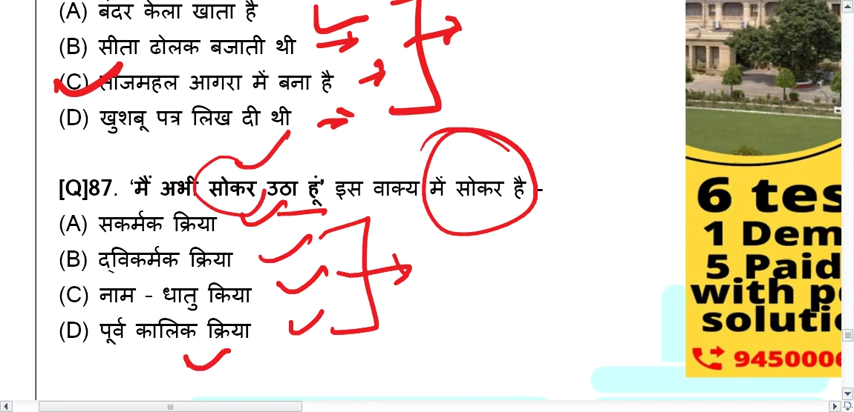 (A) बंदर केला खाता है
(B) सीता ढोलक बजाती थी
(C) ताजमहल आगरा में बना है
(D) खुशबू पत्र लिख दी थी
[Q]87. ‘मैं अभी सोकर उठा हूं’ इस वाक्य में सोकर है -
(A) सकर्मक क्रिया
(B) द्विकर्मक क्रिया
(C) नाम - धातु किया
(D) पूर्व कालिक क्रिया
6 tes
1 Dem
5 Paid
with p
soluti
945000